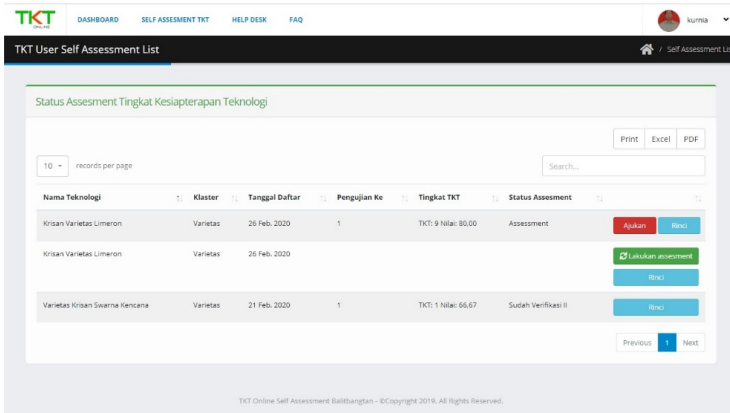 TKT
ONLINE
DASHBOARD SELF ASSESMENT TKT HELP DESK FAQ kurnia
TKT User Self Assessment List / Self Assessment Lis
Status Assesment Tingkat Kesiapterapan Teknologi
Print Excel PDF
10 records per page Search...
Nama Teknologi Klaster Tanggal Daftar Pengujian Ke Tingkat TKT Status Assesment
Krisan Varietas Limeron Varietas 26 Feb. 2020 1 TKT: 9 Nilai: 80,00 Assessment Ajukan Rinci
Krisan Varietas Limeron Varietas 26 Feb. 2020 Lakukan assesment
Rinci
Varietas Krisan Swarna Kencana Varietas 21 Feb. 2020 1 TKT: 1 Nilai: 66,67 Sudah Verifikasi II Rinci
Previous 1 Next
TKT Online Self Assessment Balitbangtan - ©Copyright 2019. All Rights Reserved.